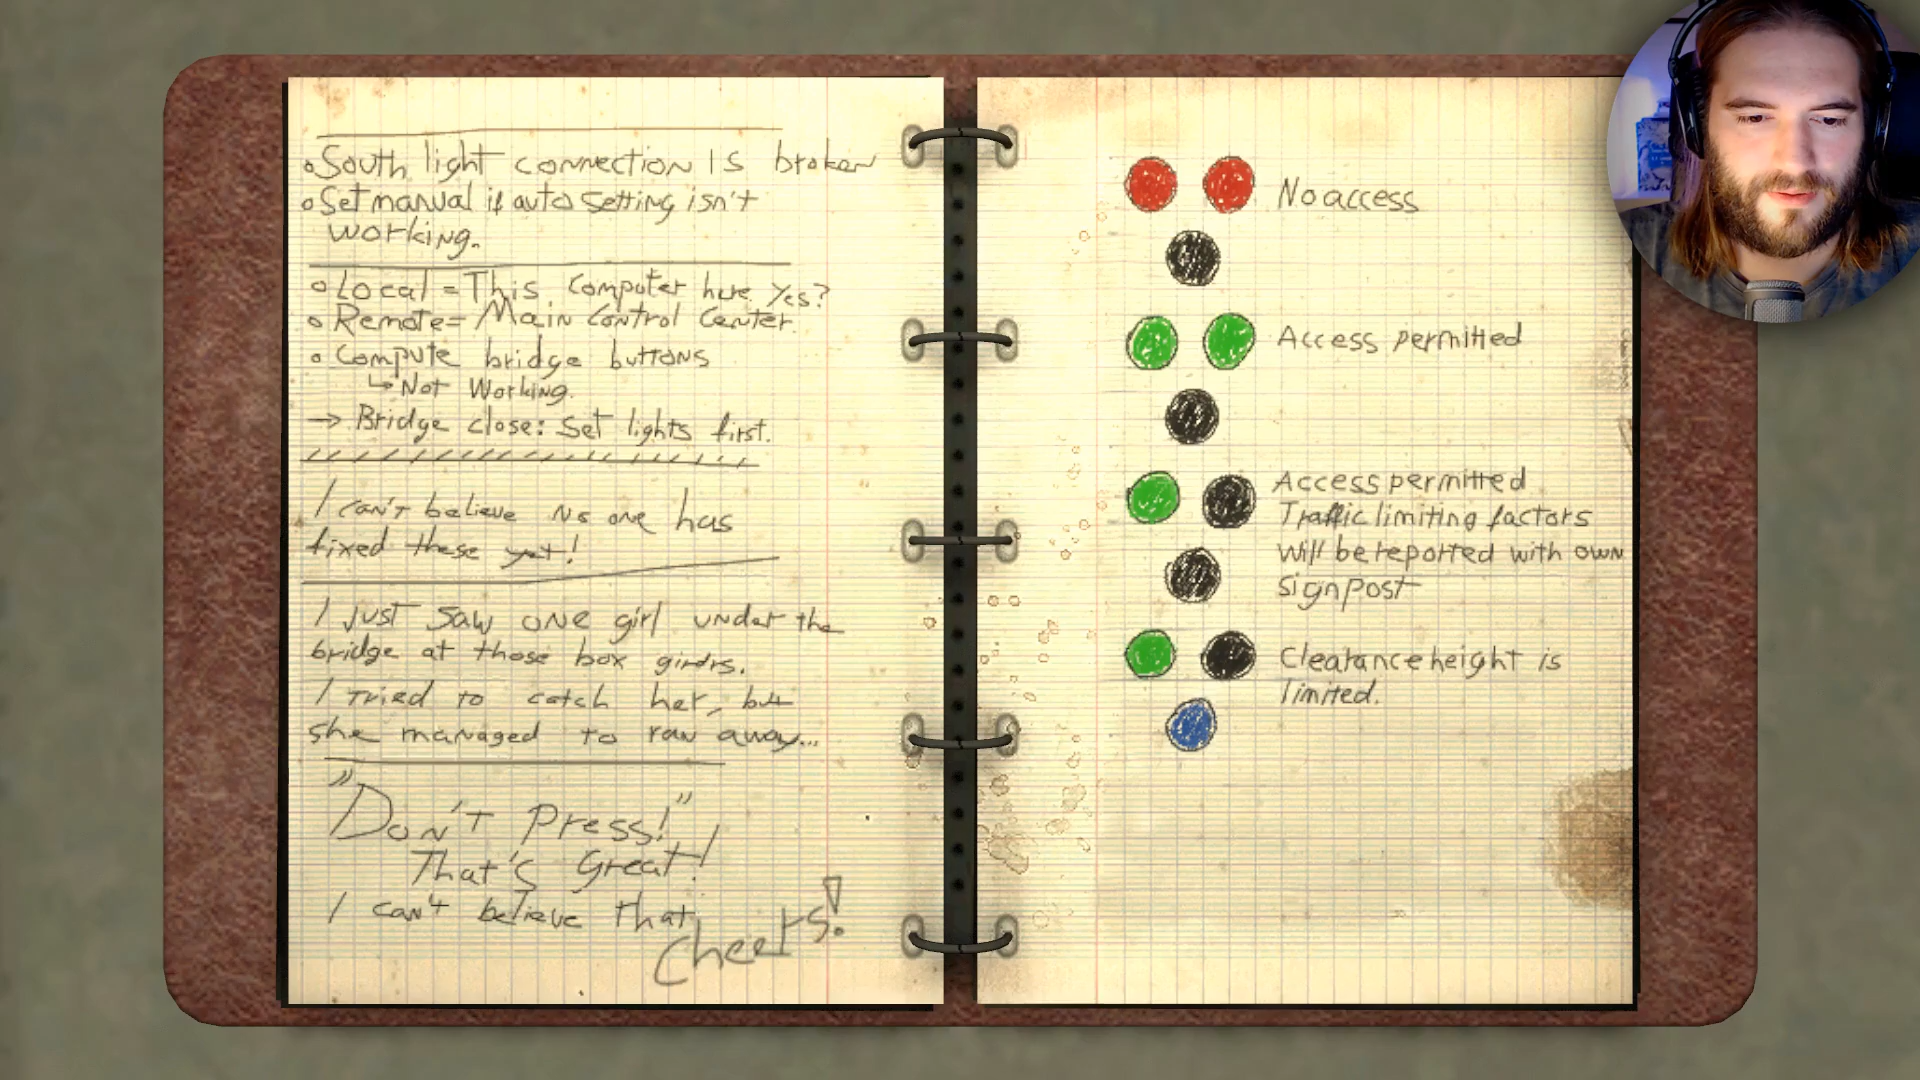 South light connection IS broken
Set manual if auto setting isn't
working.
Local = This computer here yes?
Remote = Main Control Center.
Compute bridge buttons
↳ Not Working.
→ Bridge close: Set lights first.
I can't believe no one has
fixed these yet!
I just saw one girl under the
bridge at those box girdrs.
I tried to catch her, but
she managed to ran away...
"Don't press!"
That's Great!
I can't believe that
Cheers!
No access
Access permitted
Access permitted
Traffic limiting factors
will be reported with own
signpost
Clearance height is
limited.